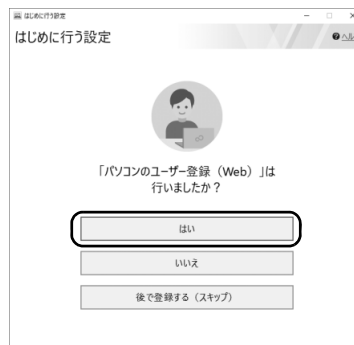 はじめに行う設定
はじめに行う設定
ヘル
「パソコンのユーザー登録（Web）」は
行いましたか？
はい
いいえ
後で登録する（スキップ）